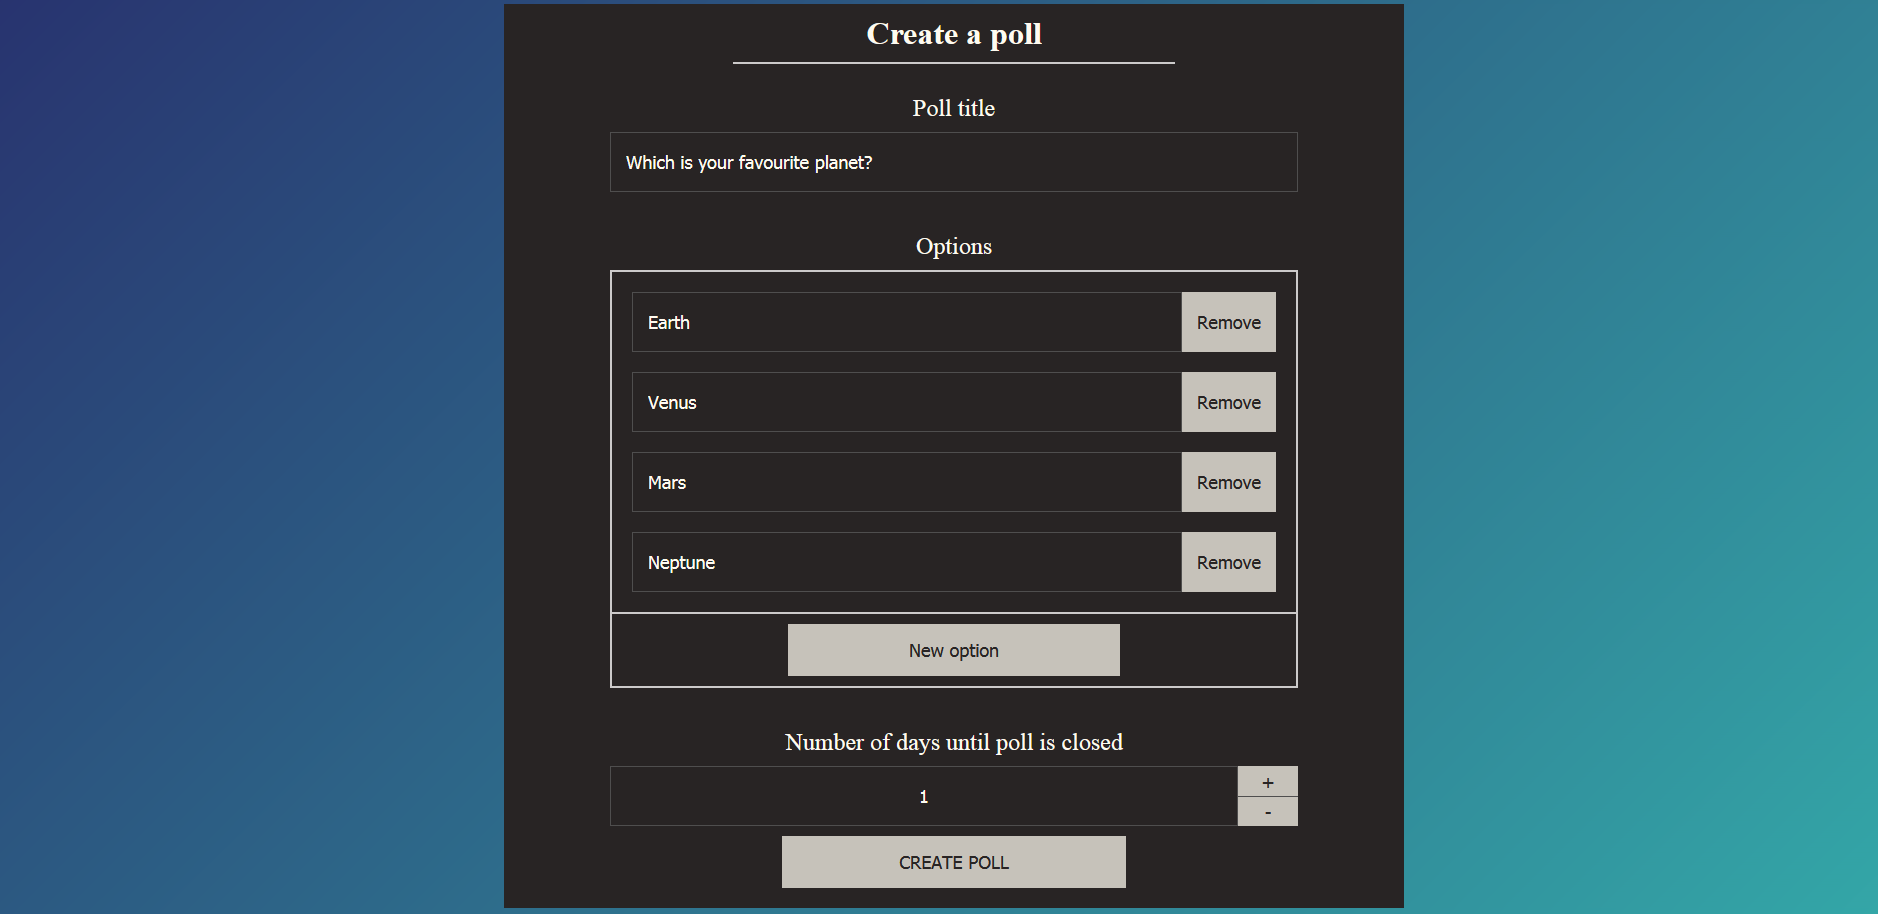 Create a poll
Poll title
Which is your favourite planet?
Options
Earth
Remove
Venus
Remove
Mars
Remove
Neptune
Remove
New option
Number of days until poll is closed
1
+
-
CREATE POLL